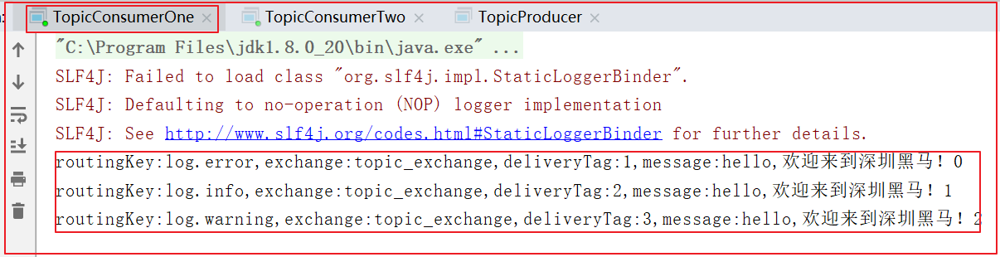 TopicConsumerOne × TopicConsumerTwo × TopicProducer ×
"C:\Program Files\jdk1.8.0_20\bin\java.exe" ...
SLF4J: Failed to load class "org.slf4j.impl.StaticLoggerBinder".
SLF4J: Defaulting to no-operation (NOP) logger implementation
SLF4J: See http://www.slf4j.org/codes.html#StaticLoggerBinder for further details.
routingKey:log.error,exchange:topic_exchange,deliveryTag:1,message:hello,欢迎来到深圳黑马！0
routingKey:log.info,exchange:topic_exchange,deliveryTag:2,message:hello,欢迎来到深圳黑马！1
routingKey:log.warning,exchange:topic_exchange,deliveryTag:3,message:hello,欢迎来到深圳黑马！2